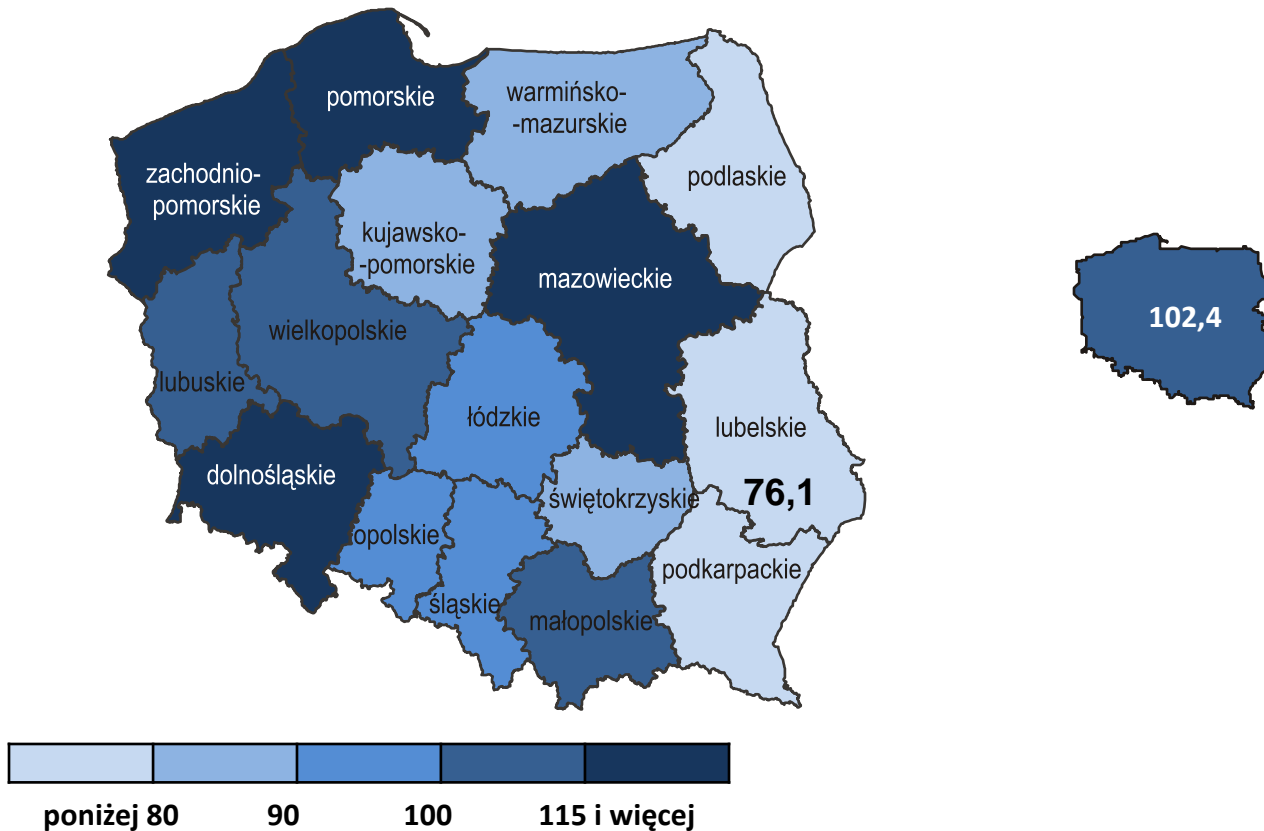 pomorskie
warmińsko-
-mazurskie
zachodnio-
pomorskie
podlaskie
kujawsko-
-pomorskie
mazowieckie
wielkopolskie
102,4
lubuskie
łódzkie
lubelskie
dolnośląskie
76,1
świętokrzyskie
opolskie
podkarpackie
śląskie
małopolskie
poniżej 80 90 100 115 i więcej